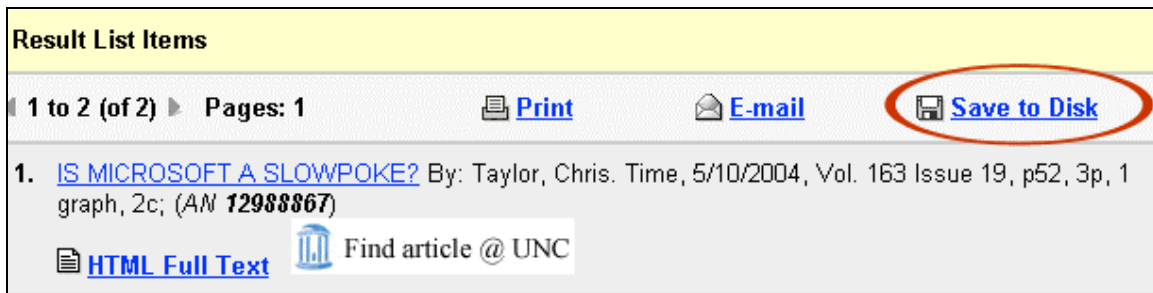 Result List Items
1 to 2 (of 2) Pages: 1 Print E-mail Save to Disk
1. IS MICROSOFT A SLOWPOKE? By: Taylor, Chris. Time, 5/10/2004, Vol. 163 Issue 19, p52, 3p, 1
graph, 2c; (AN 12988867)
HTML Full Text Find article @ UNC